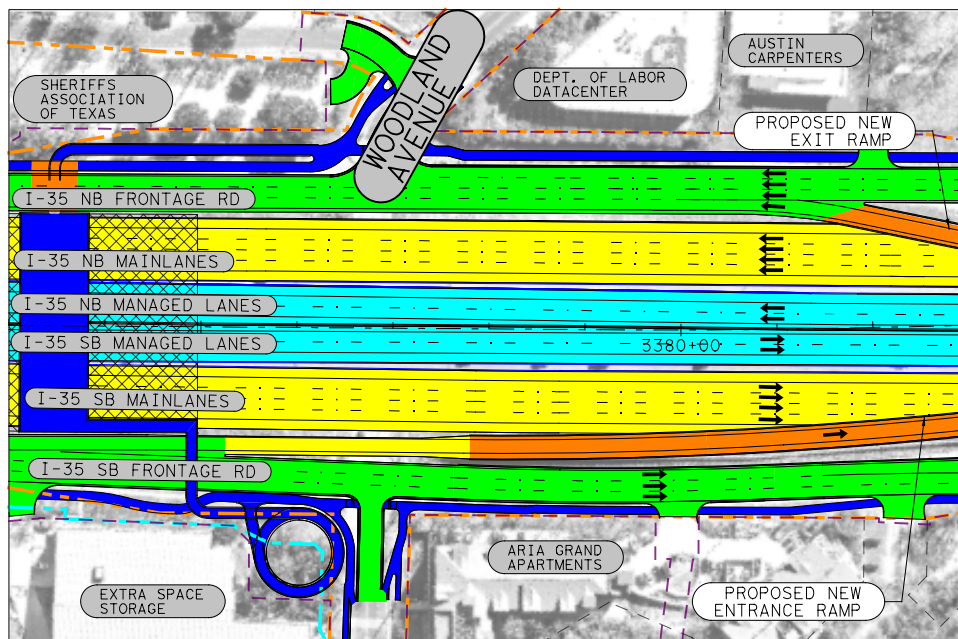 WOODLAND
AVENUE
AUSTIN
CARPENTERS
SHERIFFS
ASSOCIATION
OF TEXAS
DEPT. OF LABOR
DATACENTER
PROPOSED NEW
EXIT RAMP
I-35 NB FRONTAGE RD
I-35 NB MAINLANES
I-35 NB MANAGED LANES
I-35 SB MANAGED LANES
3380+00
I-35 SB MAINLANES
I-35 SB FRONTAGE RD
ARIA GRAND
APARTMENTS
EXTRA SPACE
STORAGE
PROPOSED NEW
ENTRANCE RAMP